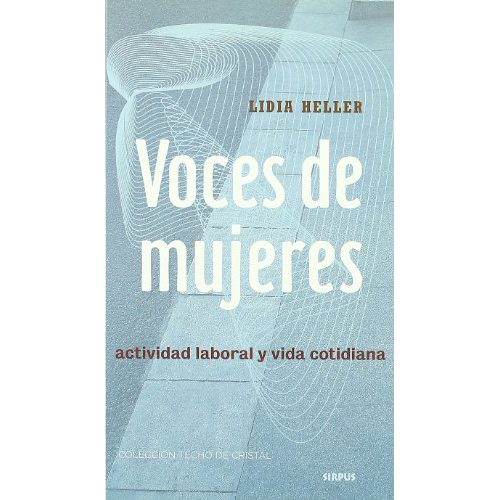 LIDIA HELLER
Voces de
mujeres
actividad laboral y vida cotidiana
COLECCIÓN TECHO DE CRISTAL
SIRPUS